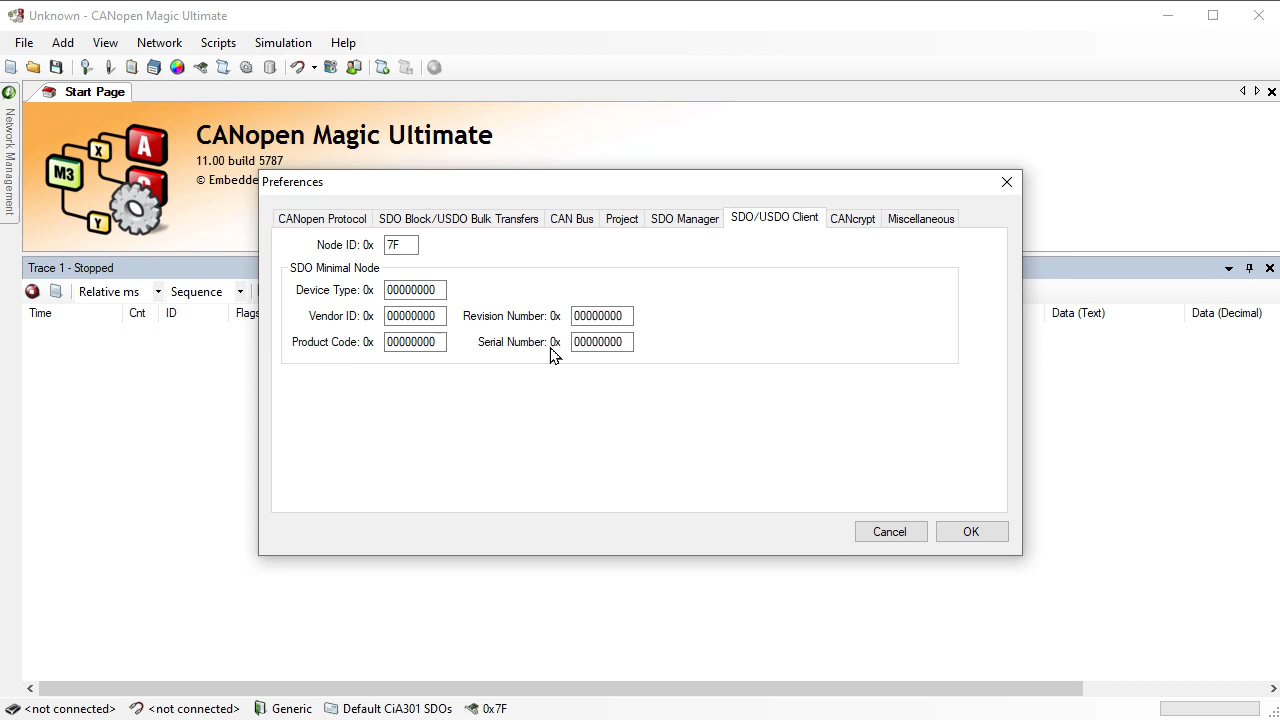 Unknown - CANopen Magic Ultimate
File Add View Network Scripts Simulation Help
Start Page
Network Management
M3 X A Y
CANopen Magic Ultimate
11.00 build 5787
© Embedde
Preferences
CANopen Protocol SDO Block/USDO Bulk Transfers CAN Bus Project SDO Manager SDO/USDO Client CANcrypt Miscellaneous
Node ID: 0x 7F
SDO Minimal Node
Device Type: 0x 00000000
Vendor ID: 0x 00000000 Revision Number: 0x 00000000
Product Code: 0x 00000000 Serial Number: 0x 00000000
Cancel OK
Trace 1 - Stopped
Relative ms Sequence
Time Cnt ID Flags Data (Text) Data (Decimal)
<not connected> <not connected> Generic Default CiA301 SDOs 0x7F